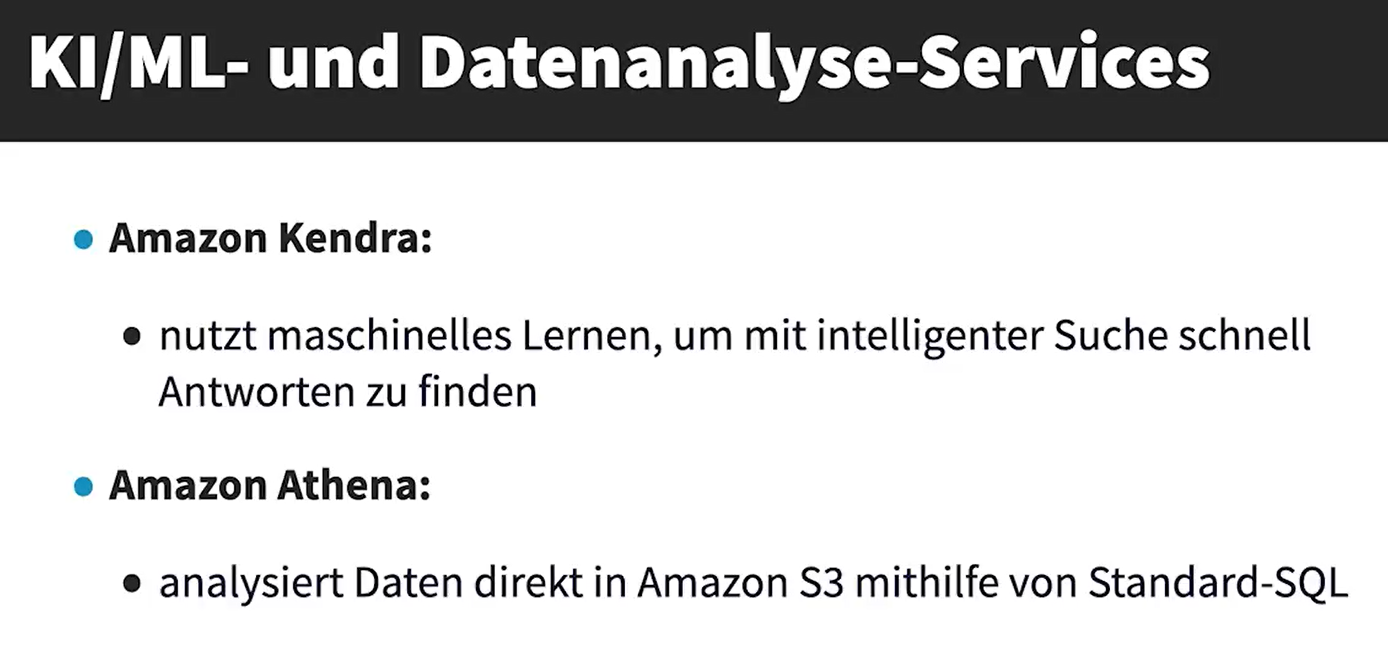 KI/ML- und Datenanalyse-Services
• Amazon Kendra:
• nutzt maschinelles Lernen, um mit intelligenter Suche schnell
Antworten zu finden
• Amazon Athena:
• analysiert Daten direkt in Amazon S3 mithilfe von Standard-SQL